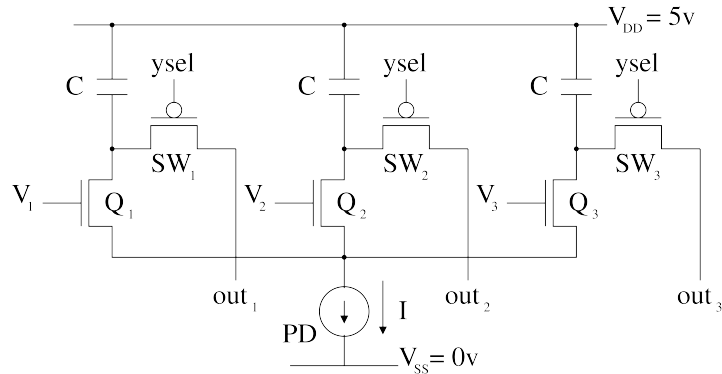 V_DD = 5v
ysel
ysel
ysel
C
C
C
SW_1
SW_2
SW_3
V_1
Q_1
V_2
Q_2
V_3
Q_3
out_1
out_2
out_3
PD
I
V_SS = 0v